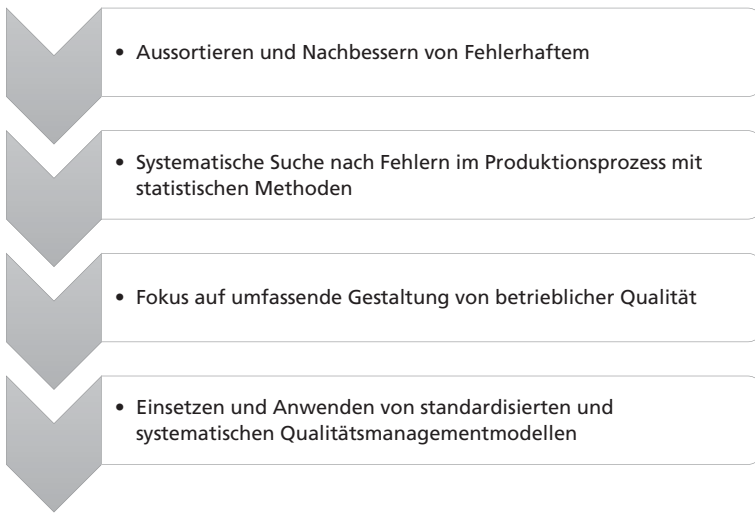 • Aussortieren und Nachbessern von Fehlerhaftem
• Systematische Suche nach Fehlern im Produktionsprozess mit
statistischen Methoden
• Fokus auf umfassende Gestaltung von betrieblicher Qualität
• Einsetzen und Anwenden von standardisierten und
systematischen Qualitätsmanagementmodellen